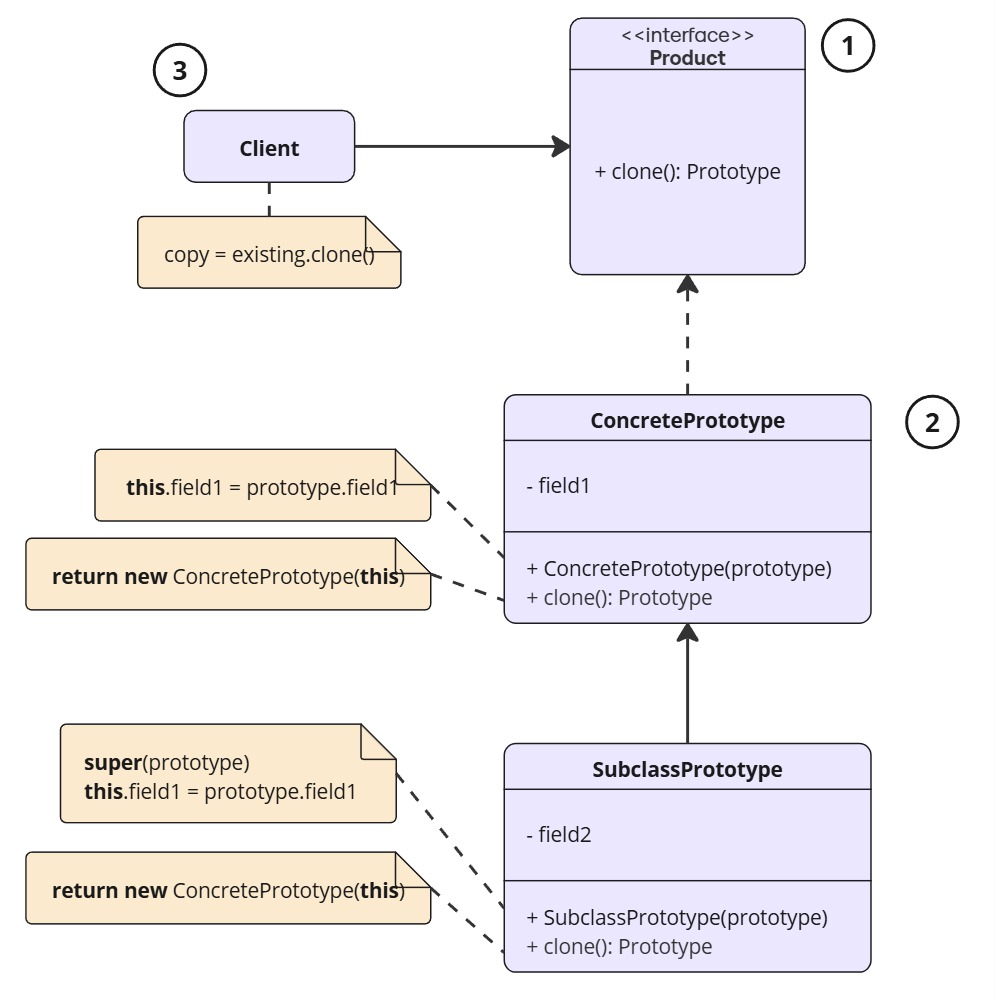 <<interface>>
Product
1
3
Client
+ clone(): Prototype
copy = existing.clone()
ConcretePrototype
2
this.field1 = prototype.field1
- field1
return new ConcretePrototype(this)
+ ConcretePrototype(prototype)
+ clone(): Prototype
super(prototype)
this.field1 = prototype.field1
SubclassPrototype
- field2
return new ConcretePrototype(this)
+ SubclassPrototype(prototype)
+ clone(): Prototype